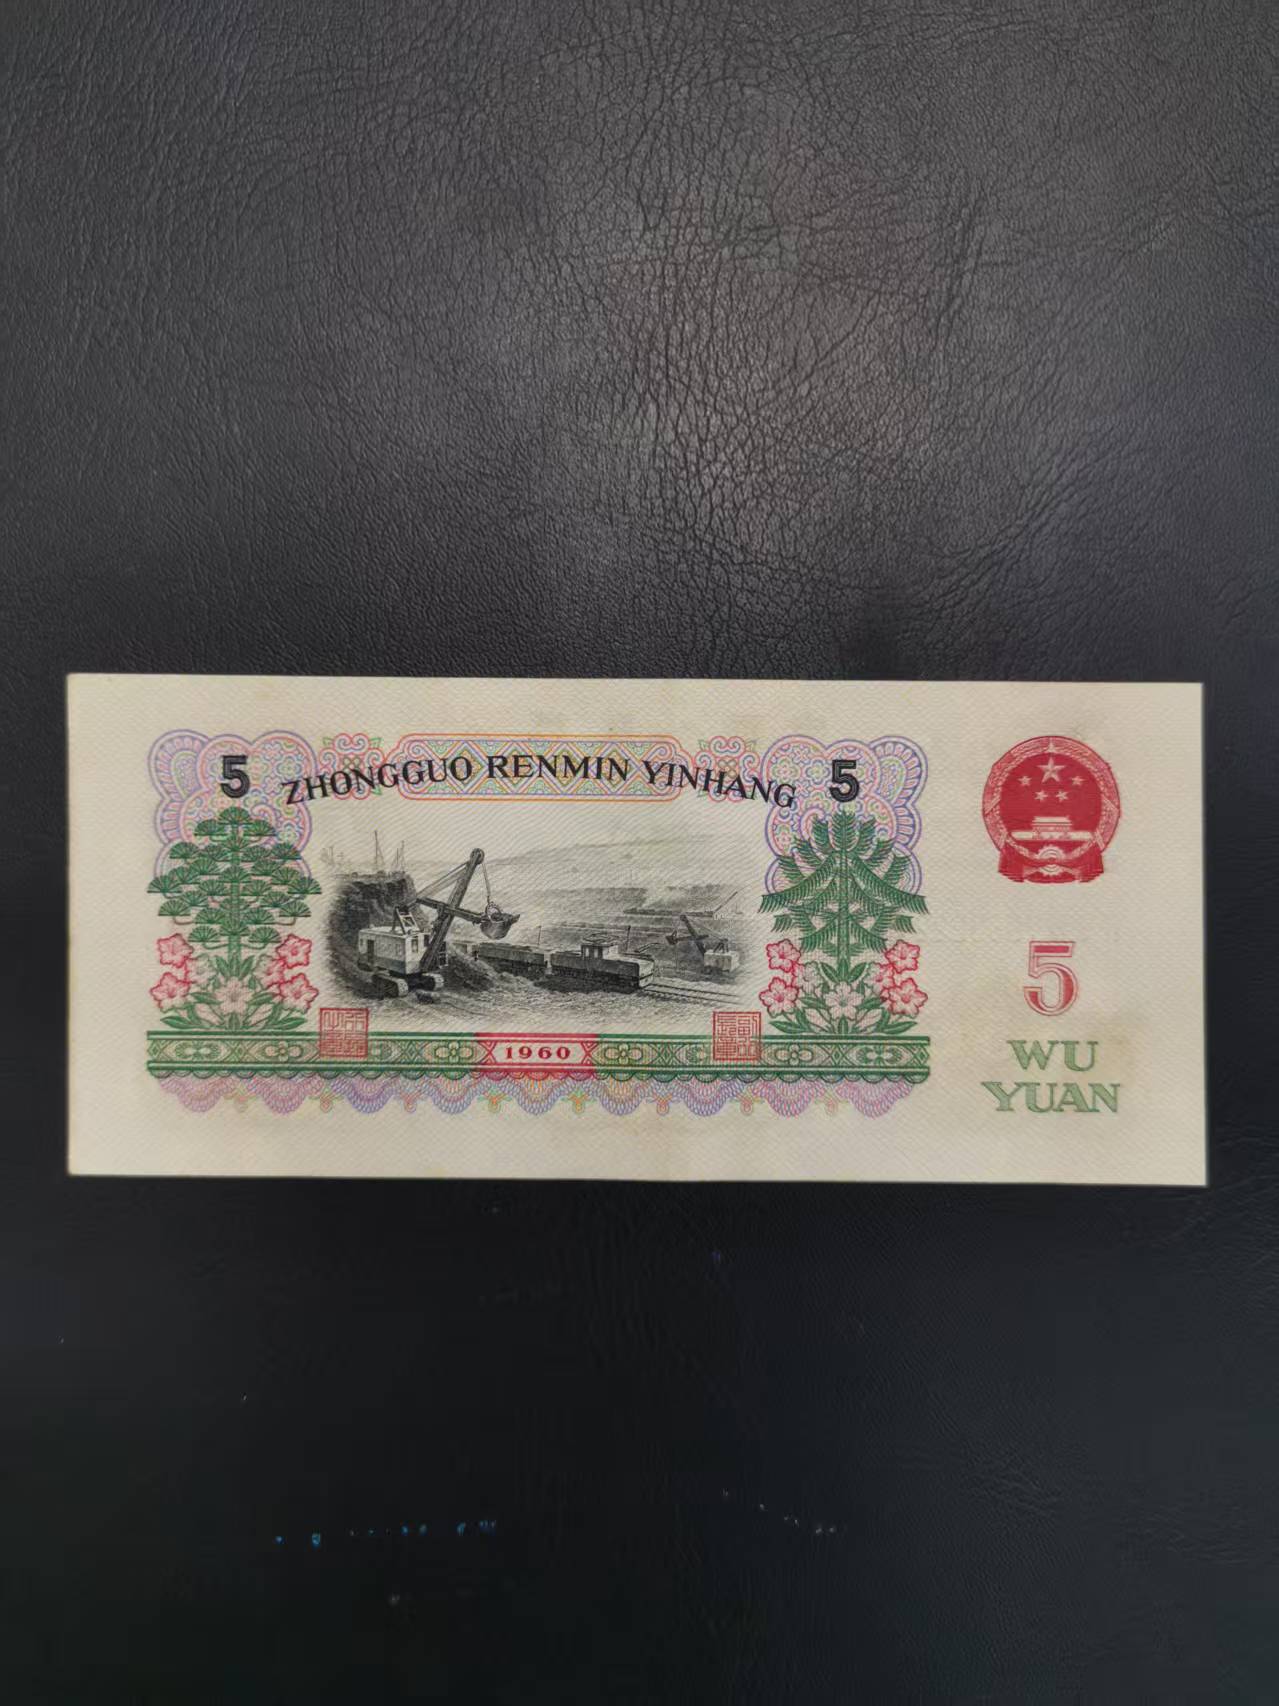 5 ZHONGGUO RENMIN YINHANG 5
5
WU
YUAN
1960